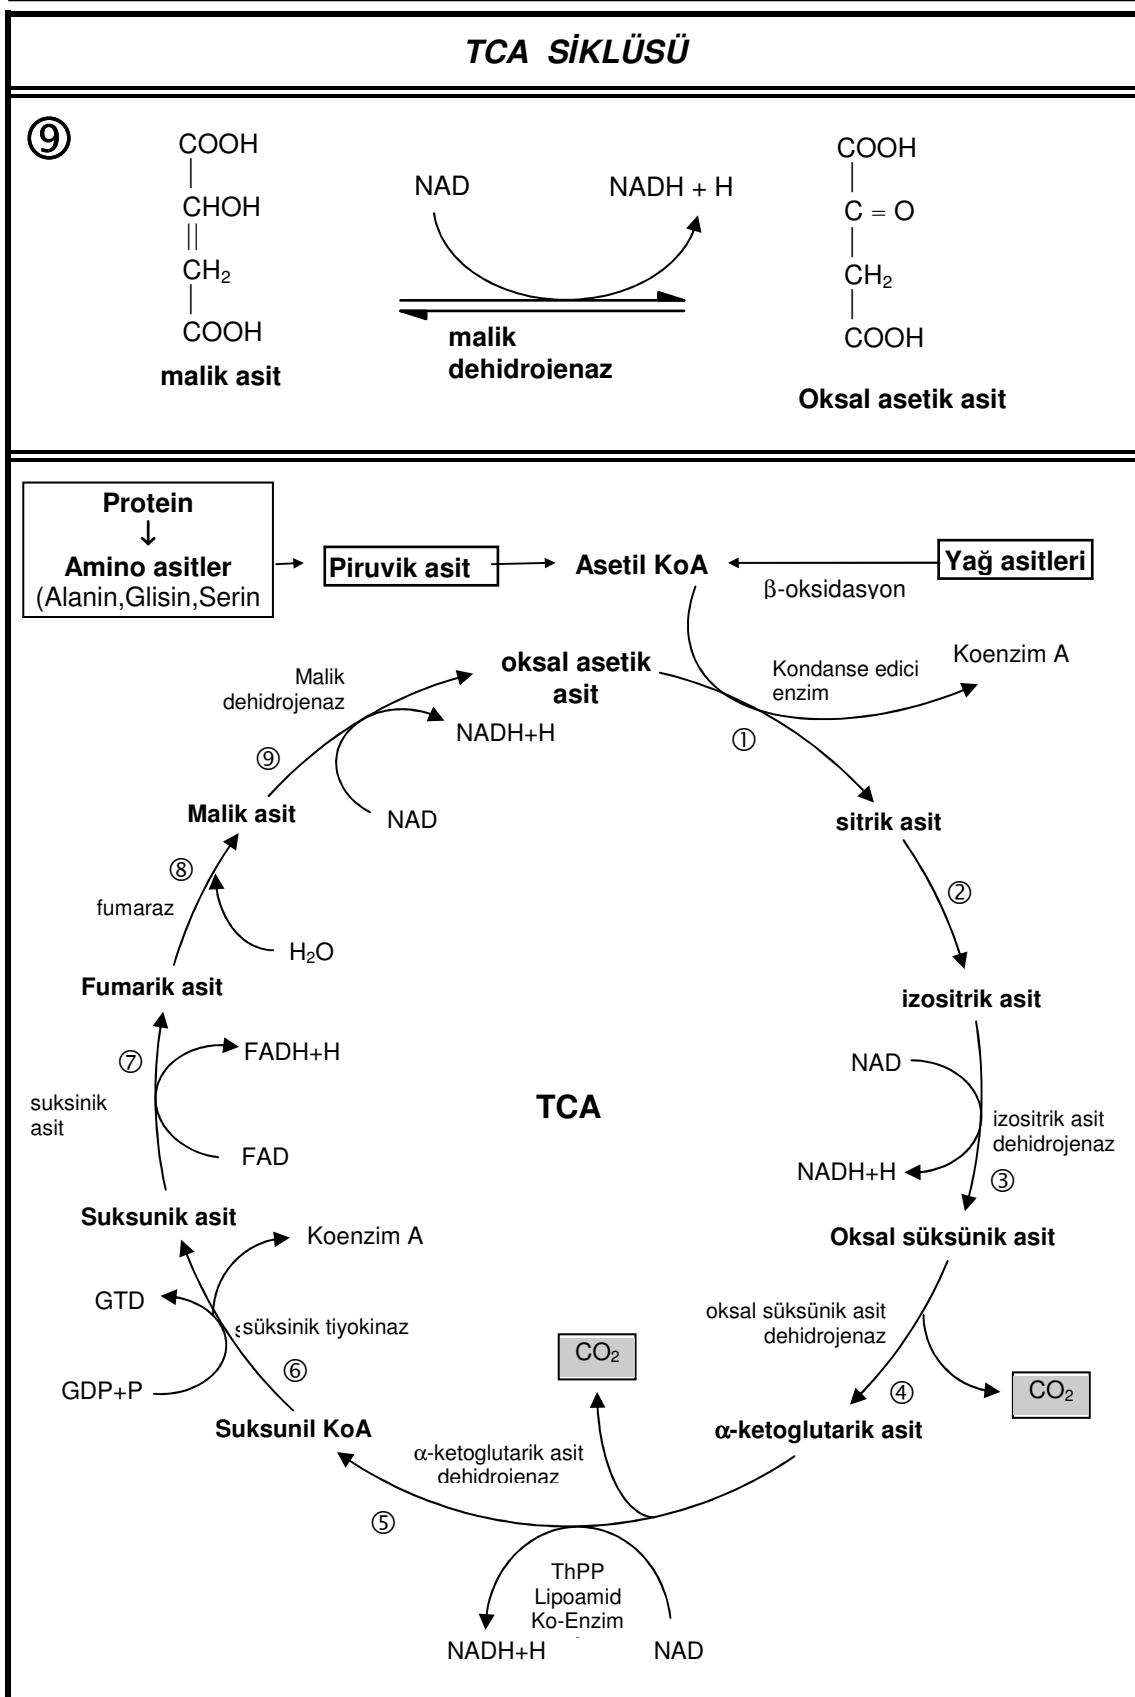 TCA SİKLÜSÜ
⑨
COOH
CHOH
CH₂
COOH
malik asit
NAD
NADH + H
malik
dehidrojenaz
COOH
C = O
CH₂
COOH
Oksal asetik asit
Protein
↓
Amino asitler
(Alanin,Glisin,Serin
Piruvik asit
Asetil KoA
Yağ asitleri
β-oksidasyon
oksal asetik
asit
Kondanse edici
enzim
Koenzim A
①
Malik
dehidrojenaz
NADH+H
NAD
⑨
Malik asit
sitrik asit
⑧
fumaraz
H₂O
②
Fumarik asit
izositrik asit
⑦
FADH+H
suksinik
asit
FAD
TCA
NAD
izositrik asit
dehidrojenaz
NADH+H
③
Suksunik asit
Oksal süksünik asit
Koenzim A
GTD
süksinik tiyokinaz
GDP+P
⑥
oksal süksünik asit
dehidrojenaz
CO₂
④
CO₂
Suksunil KoA
α-ketoglutarik asit
α-ketoglutarik asit
dehidrojenaz
⑤
ThPP
Lipoamid
Ko-Enzim
NADH+H
NAD